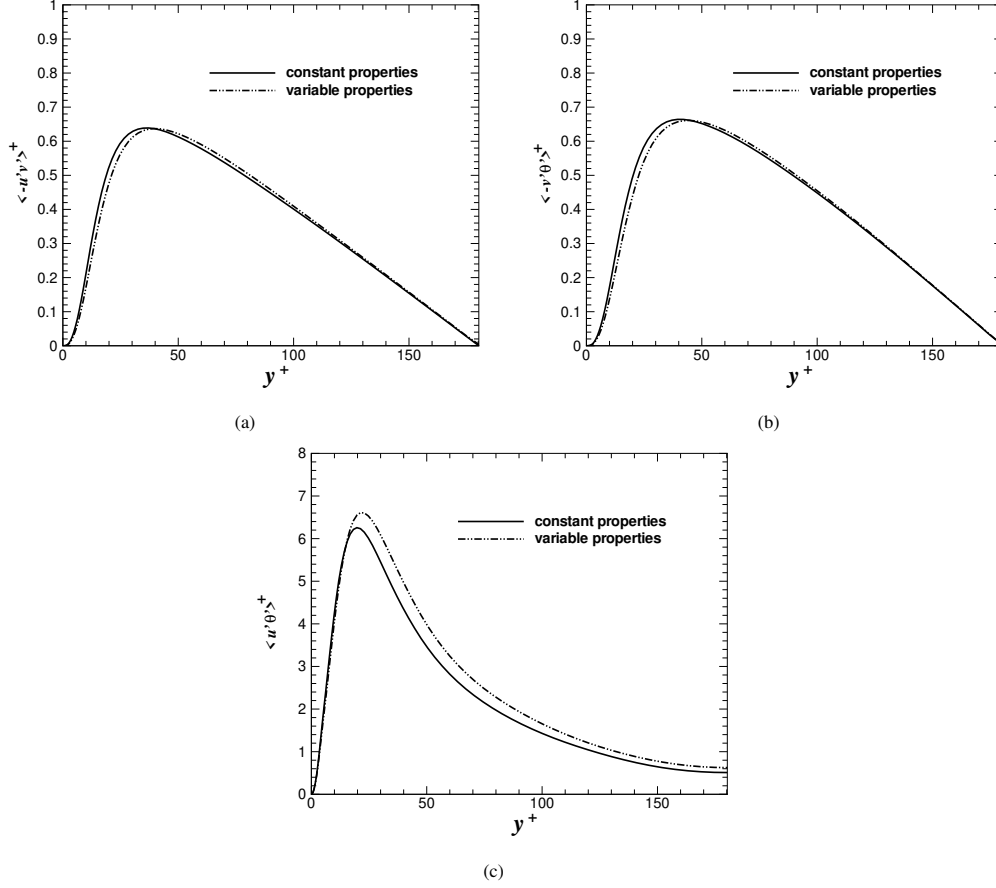 1
0.9
0.8
0.7
0.6
0.5
0.4
0.3
0.2
0.1
0
<-u'v'>+
constant properties
variable properties
0 50 100 150
y+
(a)
1
0.9
0.8
0.7
0.6
0.5
0.4
0.3
0.2
0.1
0
<-v'θ'>+
constant properties
variable properties
0 50 100 150
y+
(b)
8
7
6
5
4
3
2
1
0
<u'θ'>+
constant properties
variable properties
0 50 100 150
y+
(c)